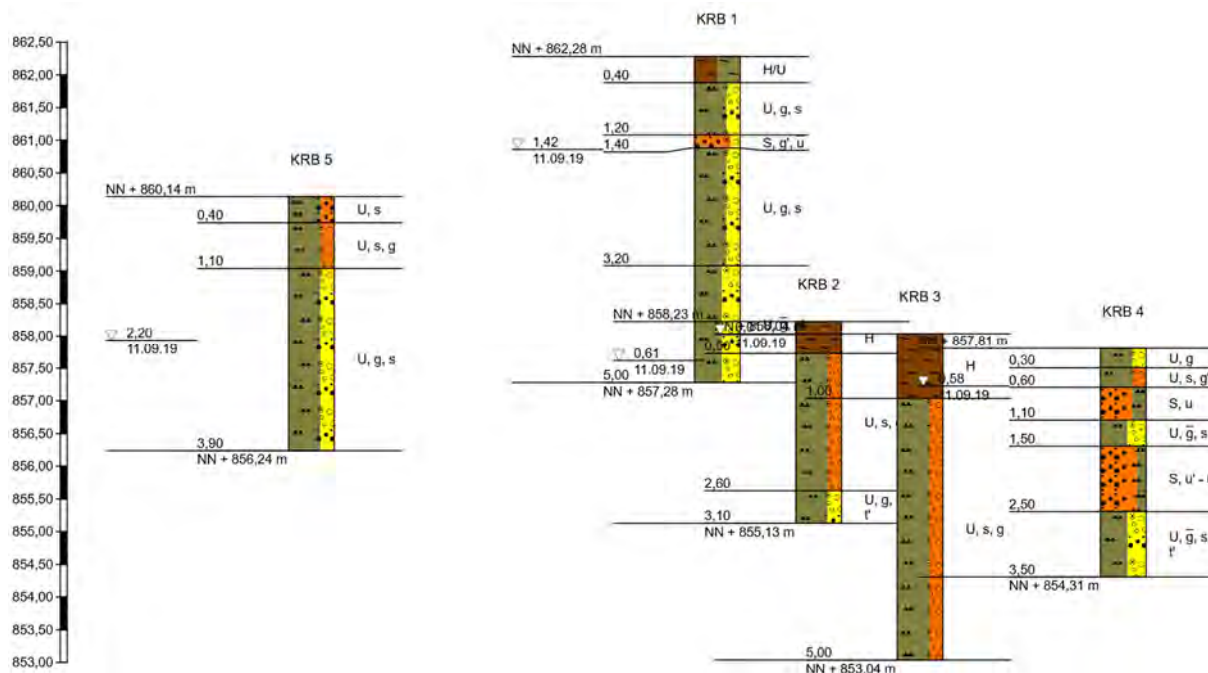 862,50
862,00
861,50
861,00
860,50
860,00
859,50
859,00
858,50
858,00
857,50
857,00
856,50
856,00
855,50
855,00
854,50
854,00
853,50
853,00
KRB 5
NN + 860,14 m
0,40
1,10
2,20
11.09.19
3,90
NN + 856,24 m
U, s
U, s, g
U, g, s
KRB 1
NN + 862,28 m
0,40
1,20
1,40
1,42
11.09.19
3,20
5,00
NN + 857,28 m
H/U
U, g, s
S, g', ū
U, g, s
KRB 2
NN + 858,23 m
11.09.19
0,61
11.09.19
2,60
3,10
NN + 855,13 m
H
U, s,
U, g,
t'
KRB 3
1,00
0,58
11.09.19
5,00
NN + 853,04 m
H
U, s, g
KRB 4
NN + 857,81 m
0,30
0,60
1,10
1,50
2,50
3,50
NN + 854,31 m
U, g
U, s, g'
S, u
U, ḡ, s
S, u' -
U, ḡ, s
t'